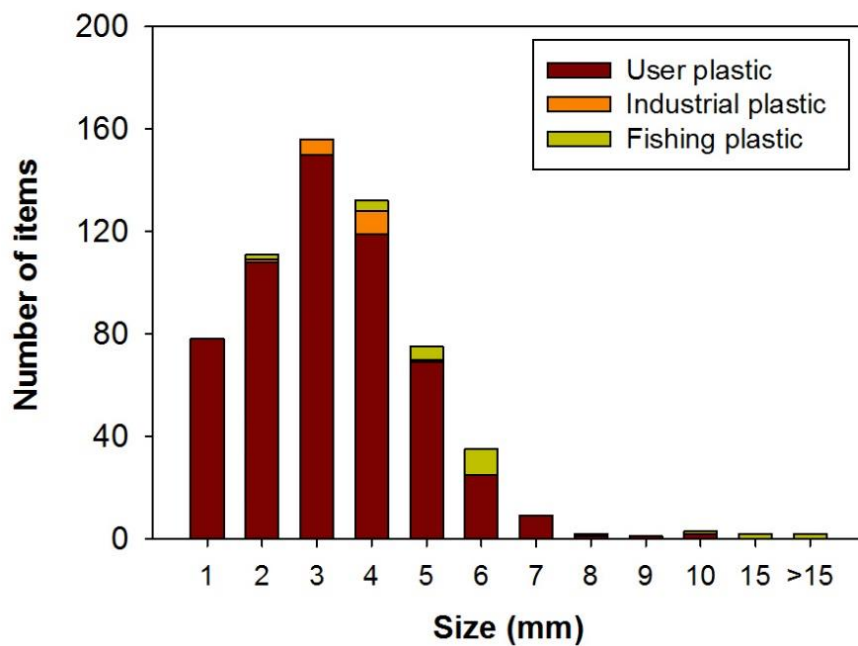 200
160
120
80
40
0
Number of items
User plastic
Industrial plastic
Fishing plastic
1 2 3 4 5 6 7 8 9 10 15 >15
Size (mm)